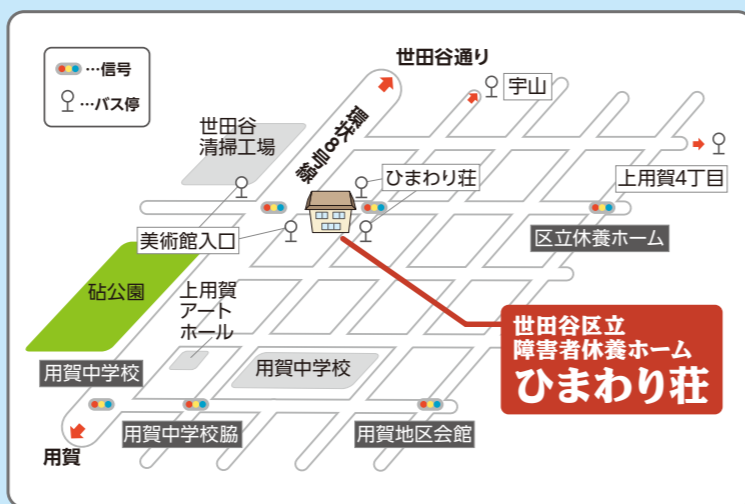 …信号
…バス停
世田谷通り
宇山
環状8号線
世田谷
清掃工場
ひまわり荘
上用賀4丁目
美術館入口
区立休養ホーム
砧公園
上用賀
アート
ホール
世田谷区立
障害者休養ホーム
ひまわり荘
用賀中学校
用賀中学校
用賀中学校脇
用賀地区会館
用賀